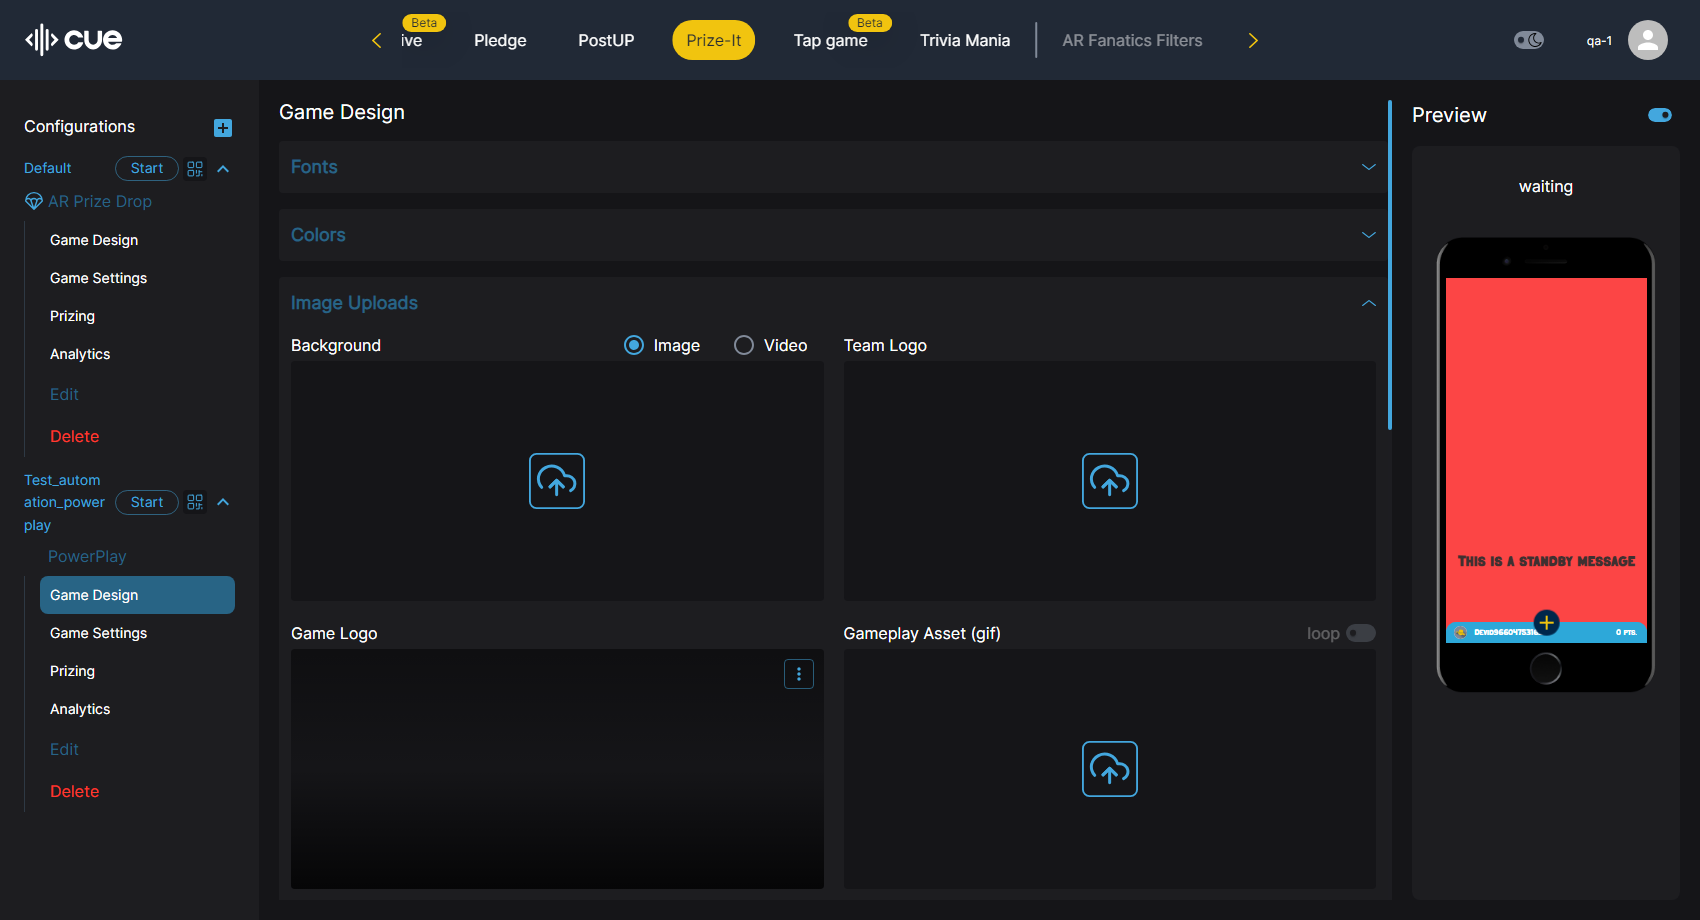 cue
Beta
ive
Pledge
PostUP
Prize-It
Beta
Tap game
Trivia Mania
AR Fanatics Filters
qa-1
Configurations
Default
Start
AR Prize Drop
Game Design
Game Settings
Prizing
Analytics
Edit
Delete
Test_autom
ation_power
play
Start
PowerPlay
Game Design
Game Settings
Prizing
Analytics
Edit
Delete
Game Design
Fonts
Colors
Image Uploads
Background
Image
Video
Team Logo
Game Logo
Gameplay Asset (gif)
loop
Preview
waiting
This is a standby message
0 pts.